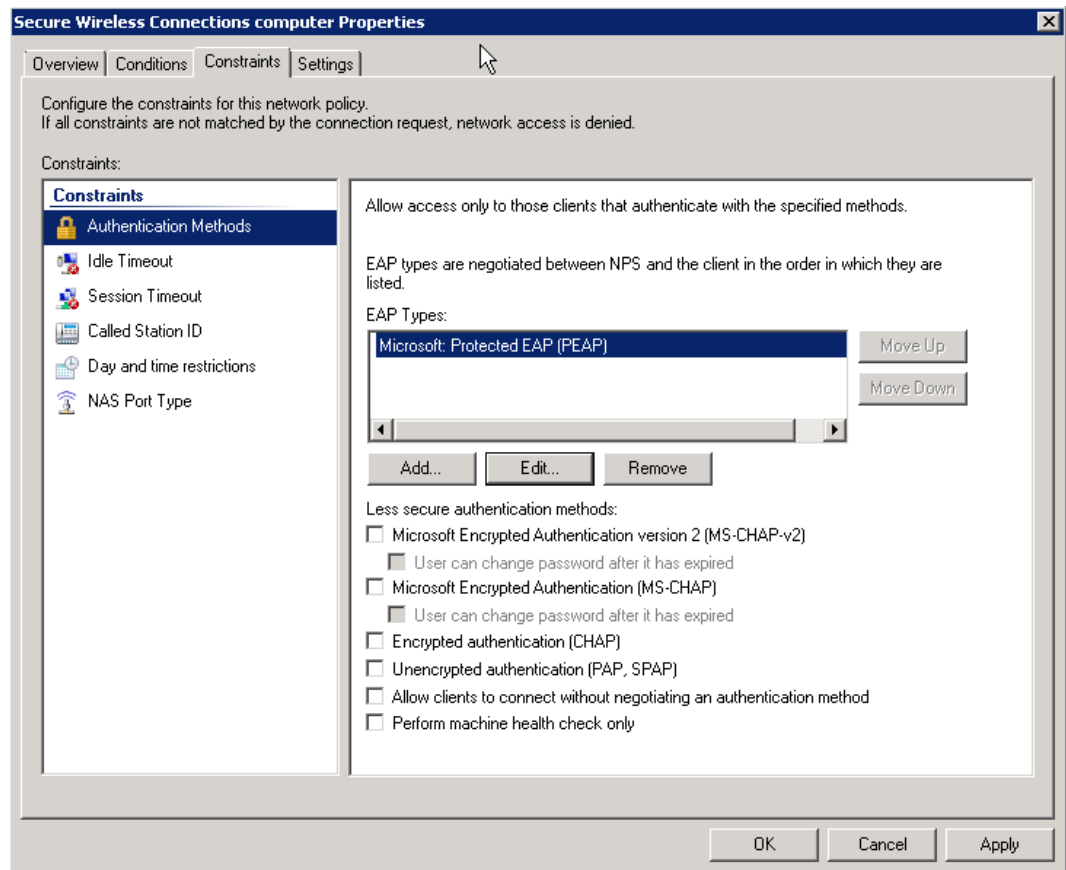 Secure Wireless Connections computer Properties
Overview Conditions Constraints Settings
Configure the constraints for this network policy.
If all constraints are not matched by the connection request, network access is denied.
Constraints:
Constraints
Authentication Methods
Idle Timeout
Session Timeout
Called Station ID
Day and time restrictions
NAS Port Type
Allow access only to those clients that authenticate with the specified methods.
EAP types are negotiated between NPS and the client in the order in which they are
listed.
EAP Types:
Microsoft: Protected EAP (PEAP)
Move Up
Move Down
Add... Edit... Remove
Less secure authentication methods:
Microsoft Encrypted Authentication version 2 (MS-CHAP-v2)
User can change password after it has expired
Microsoft Encrypted Authentication (MS-CHAP)
User can change password after it has expired
Encrypted authentication (CHAP)
Unencrypted authentication (PAP, SPAP)
Allow clients to connect without negotiating an authentication method
Perform machine health check only
OK Cancel Apply